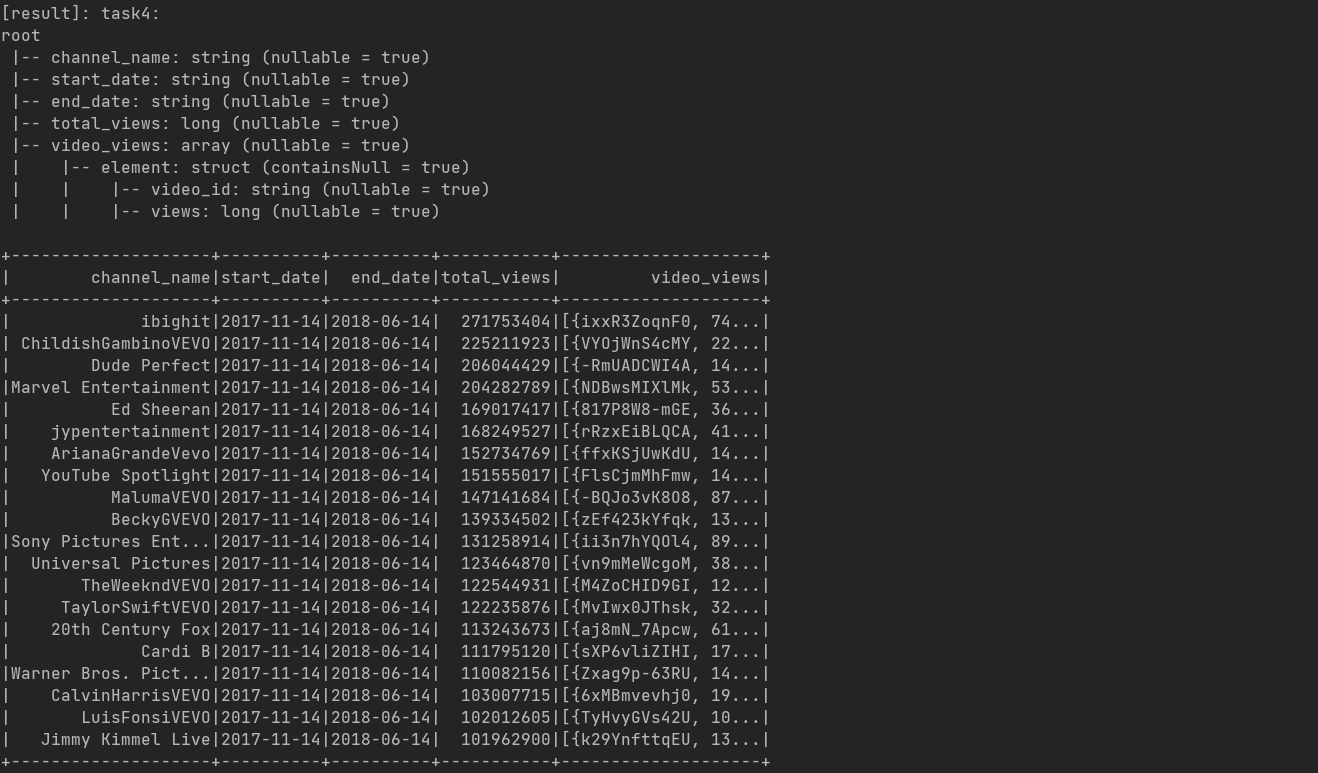 [result]: task4:
root
 |-- channel_name: string (nullable = true)
 |-- start_date: string (nullable = true)
 |-- end_date: string (nullable = true)
 |-- total_views: long (nullable = true)
 |-- video_views: array (nullable = true)
 |    |-- element: struct (containsNull = true)
 |    |    |-- video_id: string (nullable = true)
 |    |    |-- views: long (nullable = true)

+--------------------+----------+----------+-----------+--------------------+
|        channel_name|start_date|  end_date|total_views|         video_views|
+--------------------+----------+----------+-----------+--------------------+
|             ibighit|2017-11-14|2018-06-14|  271753404|[{ixxR3ZoqnF0, 74...|
| ChildishGambinoVEVO|2017-11-14|2018-06-14|  225211923|[{VYOjWnS4cMY, 22...|
|        Dude Perfect|2017-11-14|2018-06-14|  206044429|[{-RmUADCWI4A, 14...|
|Marvel Entertainment|2017-11-14|2018-06-14|  204282789|[{NDBwsMIXlMk, 53...|
|          Ed Sheeran|2017-11-14|2018-06-14|  169017417|[{817P8W8-mGE, 36...|
|    jypentertainment|2017-11-14|2018-06-14|  168249527|[{rRzxEiBLQCA, 41...|
|    ArianaGrandeVevo|2017-11-14|2018-06-14|  152734769|[{ffxKSjUwKdU, 14...|
|   YouTube Spotlight|2017-11-14|2018-06-14|  151555017|[{FlsCjmMhFmw, 14...|
|          MalumaVEVO|2017-11-14|2018-06-14|  147141684|[{-BQJo3vK8O8, 87...|
|          BeckyGVEVO|2017-11-14|2018-06-14|  139334502|[{zEf423kYfqk, 13...|
|Sony Pictures Ent...|2017-11-14|2018-06-14|  131258914|[{ii3n7hYQOl4, 89...|
|  Universal Pictures|2017-11-14|2018-06-14|  123464870|[{vn9mMeWcgoM, 38...|
|       TheWeekndVEVO|2017-11-14|2018-06-14|  122544931|[{M4ZoCHID9GI, 12...|
|     TaylorSwiftVEVO|2017-11-14|2018-06-14|  122235876|[{MvIwx0JThsk, 32...|
|    20th Century Fox|2017-11-14|2018-06-14|  113243673|[{aj8mN_7Apcw, 61...|
|             Cardi B|2017-11-14|2018-06-14|  111795120|[{sXP6vliZIHI, 17...|
|Warner Bros. Pict...|2017-11-14|2018-06-14|  110082156|[{Zxag9p-63RU, 14...|
|    CalvinHarrisVEVO|2017-11-14|2018-06-14|  103007715|[{6xMBmvevhj0, 19...|
|       LuisFonsiVEVO|2017-11-14|2018-06-14|  102012605|[{TyHvyGVs42U, 10...|
|   Jimmy Kimmel Live|2017-11-14|2018-06-14|  101962900|[{k29YnfttqEU, 13...|
+--------------------+----------+----------+-----------+--------------------+